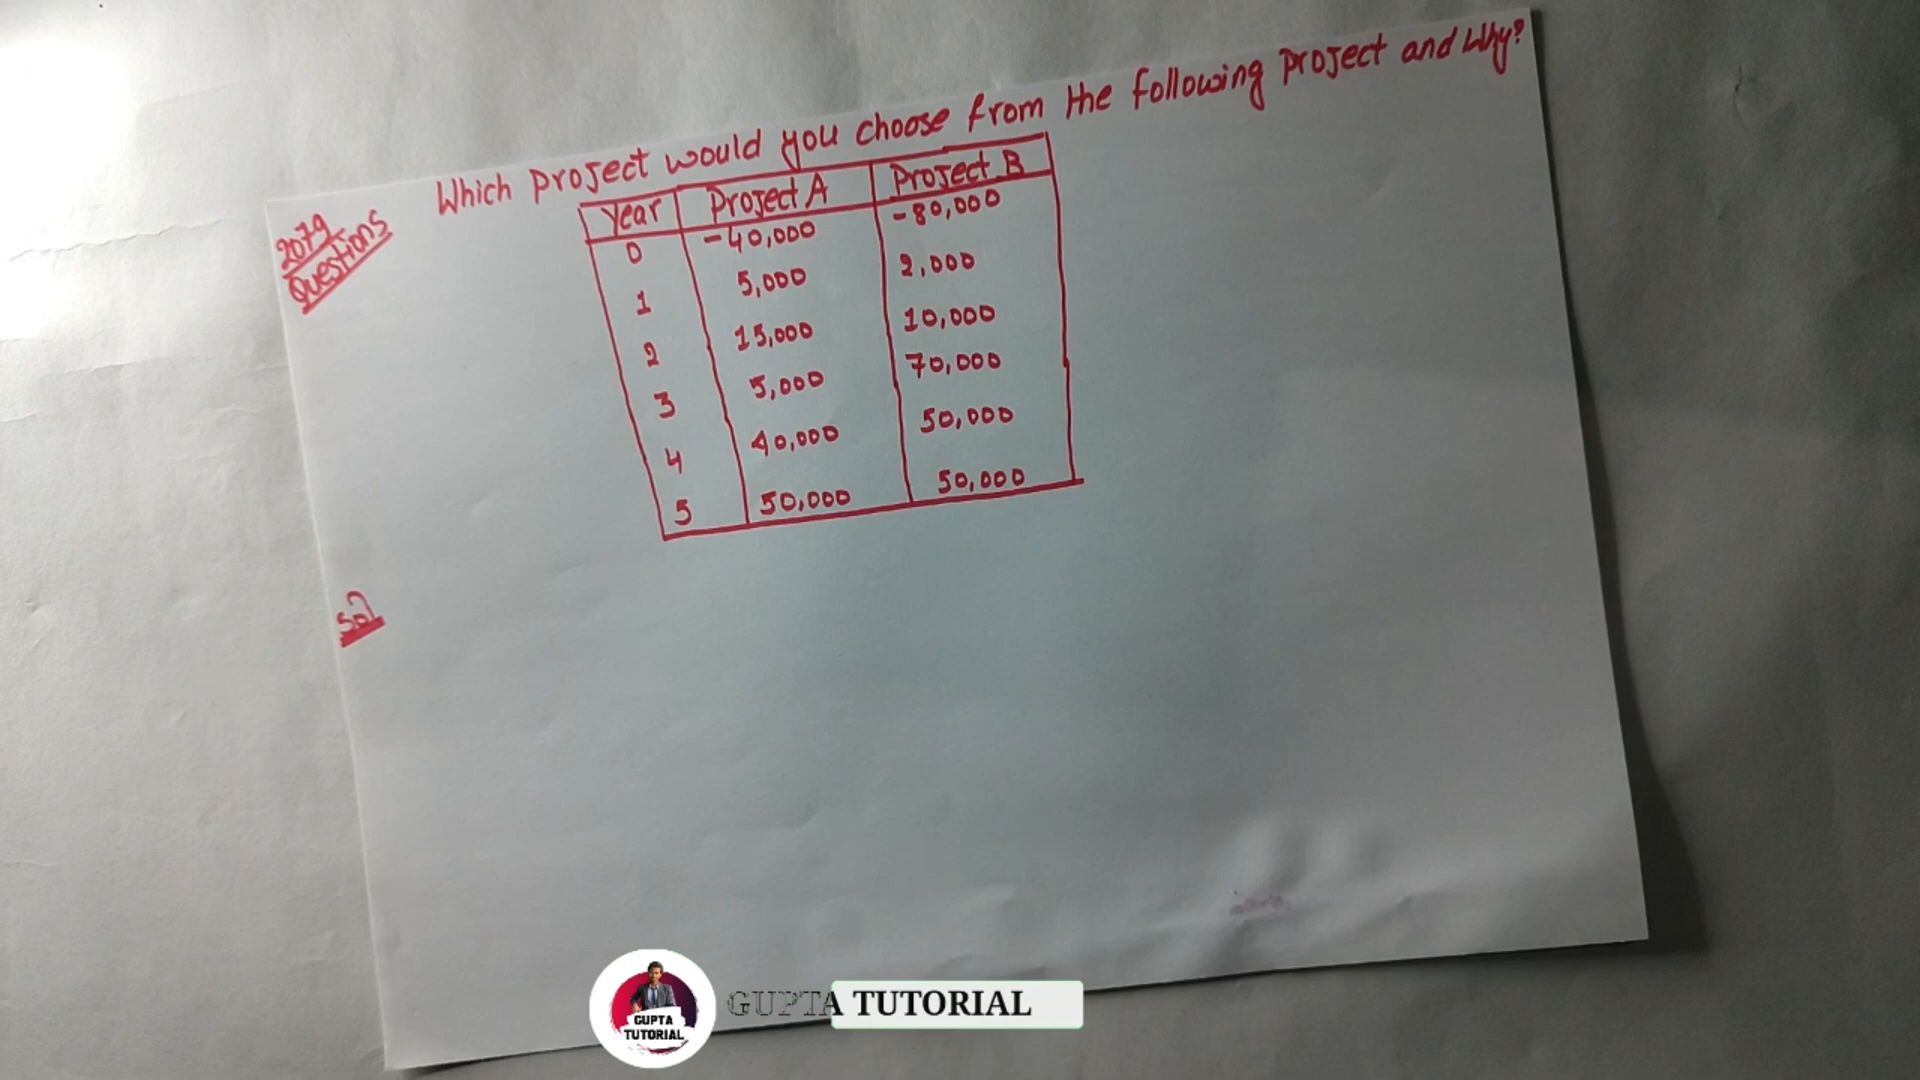 Which Project would you choose from the following project and Why?
2079
Questions
Year Project A Project B
0 -40,000 -80,000
1 5,000 2,000
2 15,000 10,000
3 5,000 70,000
4 40,000 50,000
5 50,000 50,000
GUPTA TUTORIAL
GUPTA
TUTORIAL